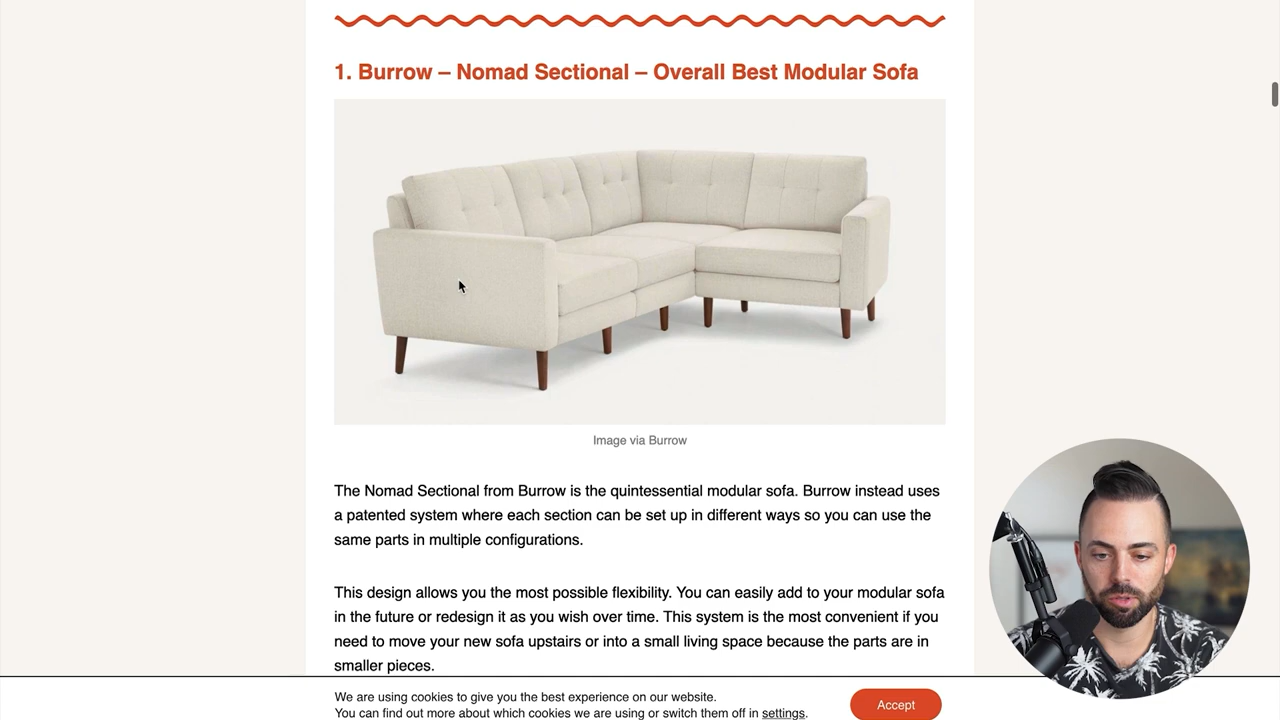 1. Burrow – Nomad Sectional – Overall Best Modular Sofa
Image via Burrow
The Nomad Sectional from Burrow is the quintessential modular sofa. Burrow instead uses
a patented system where each section can be set up in different ways so you can use the
same parts in multiple configurations.
This design allows you the most possible flexibility. You can easily add to your modular sofa
in the future or redesign it as you wish over time. This system is the most convenient if you
need to move your new sofa upstairs or into a small living space because the parts are in
smaller pieces.
We are using cookies to give you the best experience on our website.
You can find out more about which cookies we are using or switch them off in settings.
Accept